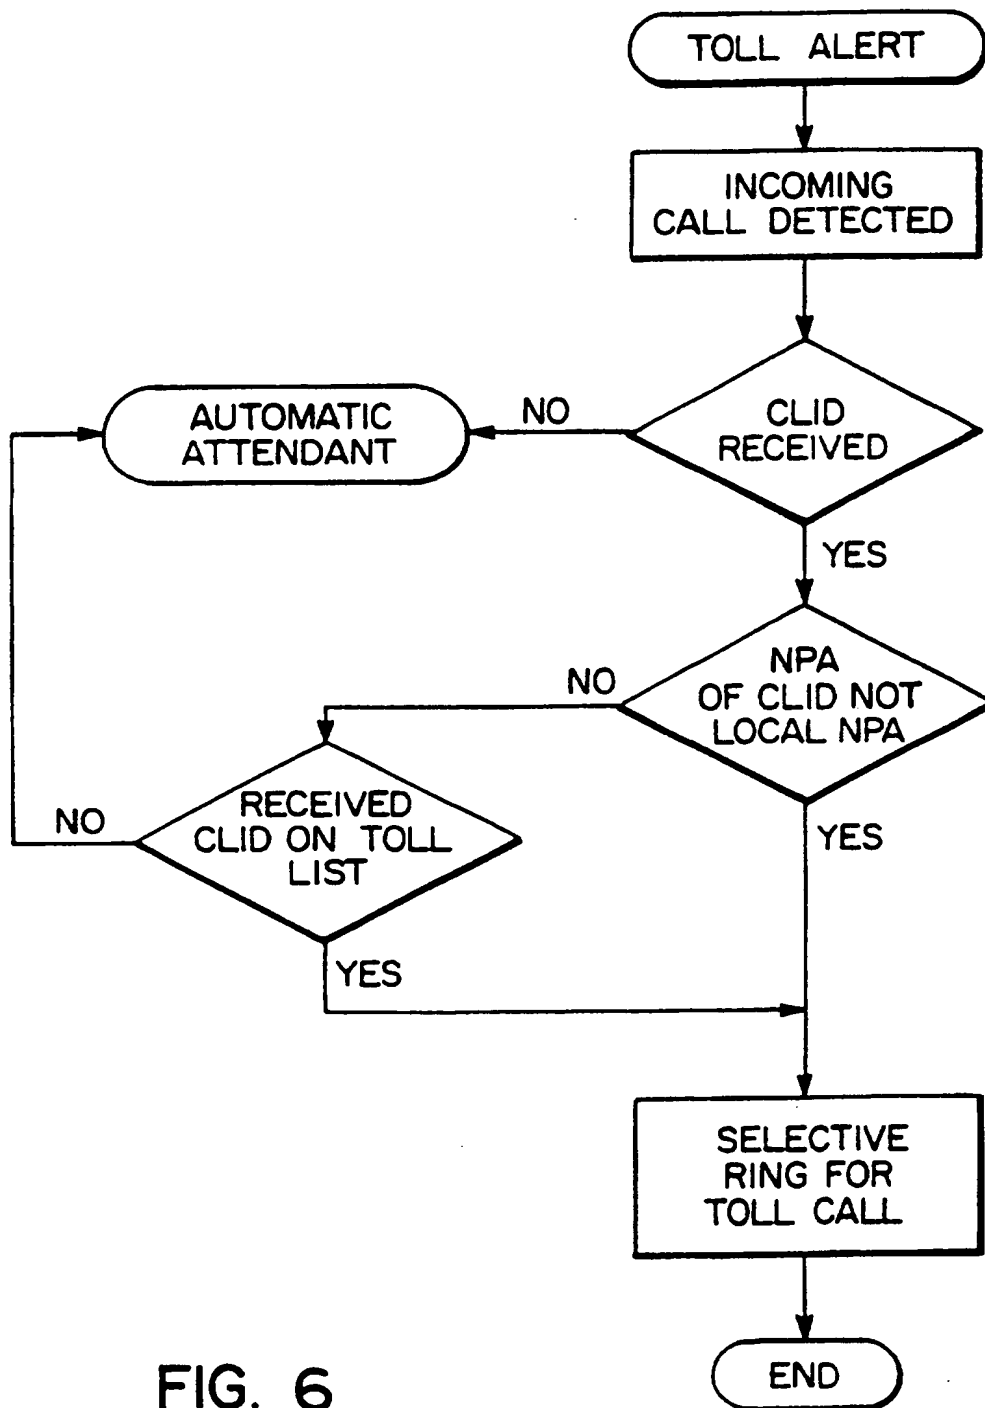 TOLL ALERT
INCOMING
CALL DETECTED
AUTOMATIC
ATTENDANT
NO
CLID
RECEIVED
YES
NO
NPA
OF CLID NOT
LOCAL NPA
NO
RECEIVED
CLID ON TOLL
LIST
YES
YES
SELECTIVE
RING FOR
TOLL CALL
END
FIG. 6